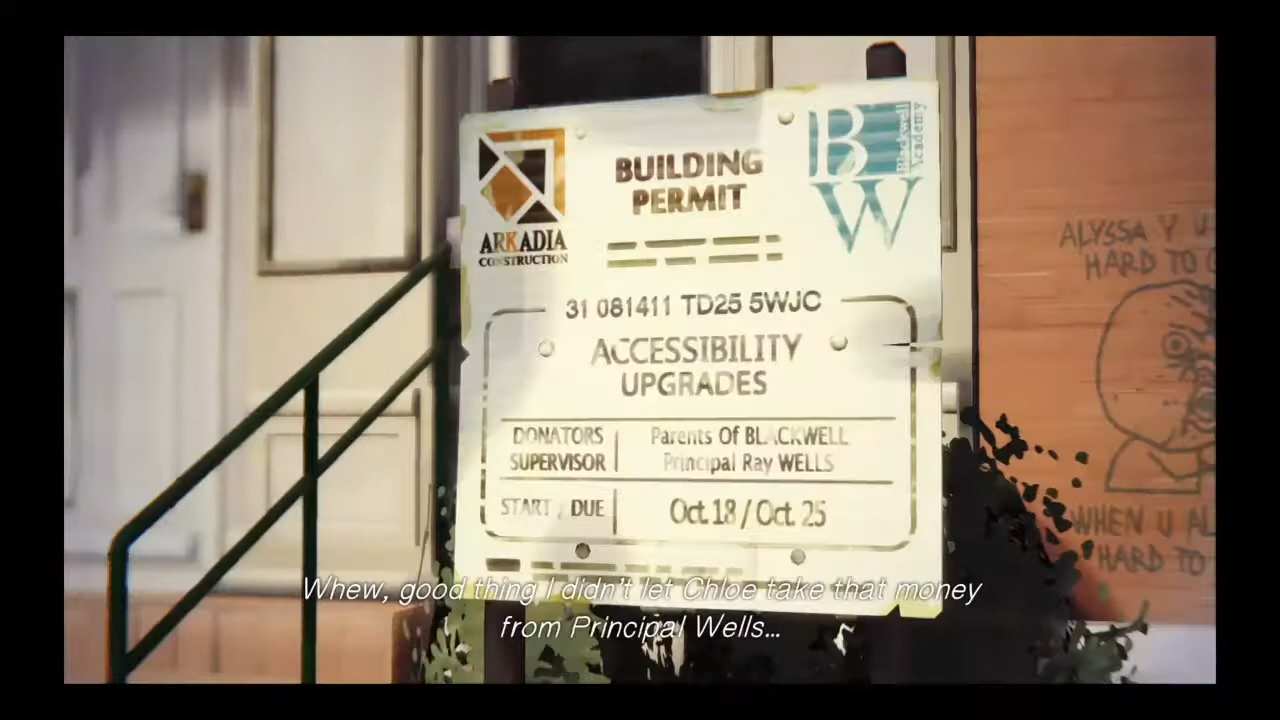 BUILDING
PERMIT
ARKADIA
CONSTRUCTION
B
W
Blackwell
Academy
31 081411 TD25 5WJC
ACCESSIBILITY
UPGRADES
DONATORS Parents Of BLACKWELL
SUPERVISOR Principal Ray WELLS
START / DUE Oct. 18 / Oct. 25
ALYSSA Y U
HARD TO
WHEN U AL
HARD TO
Whew, good thing I didn't let Chloe take that money
from Principal Wells...